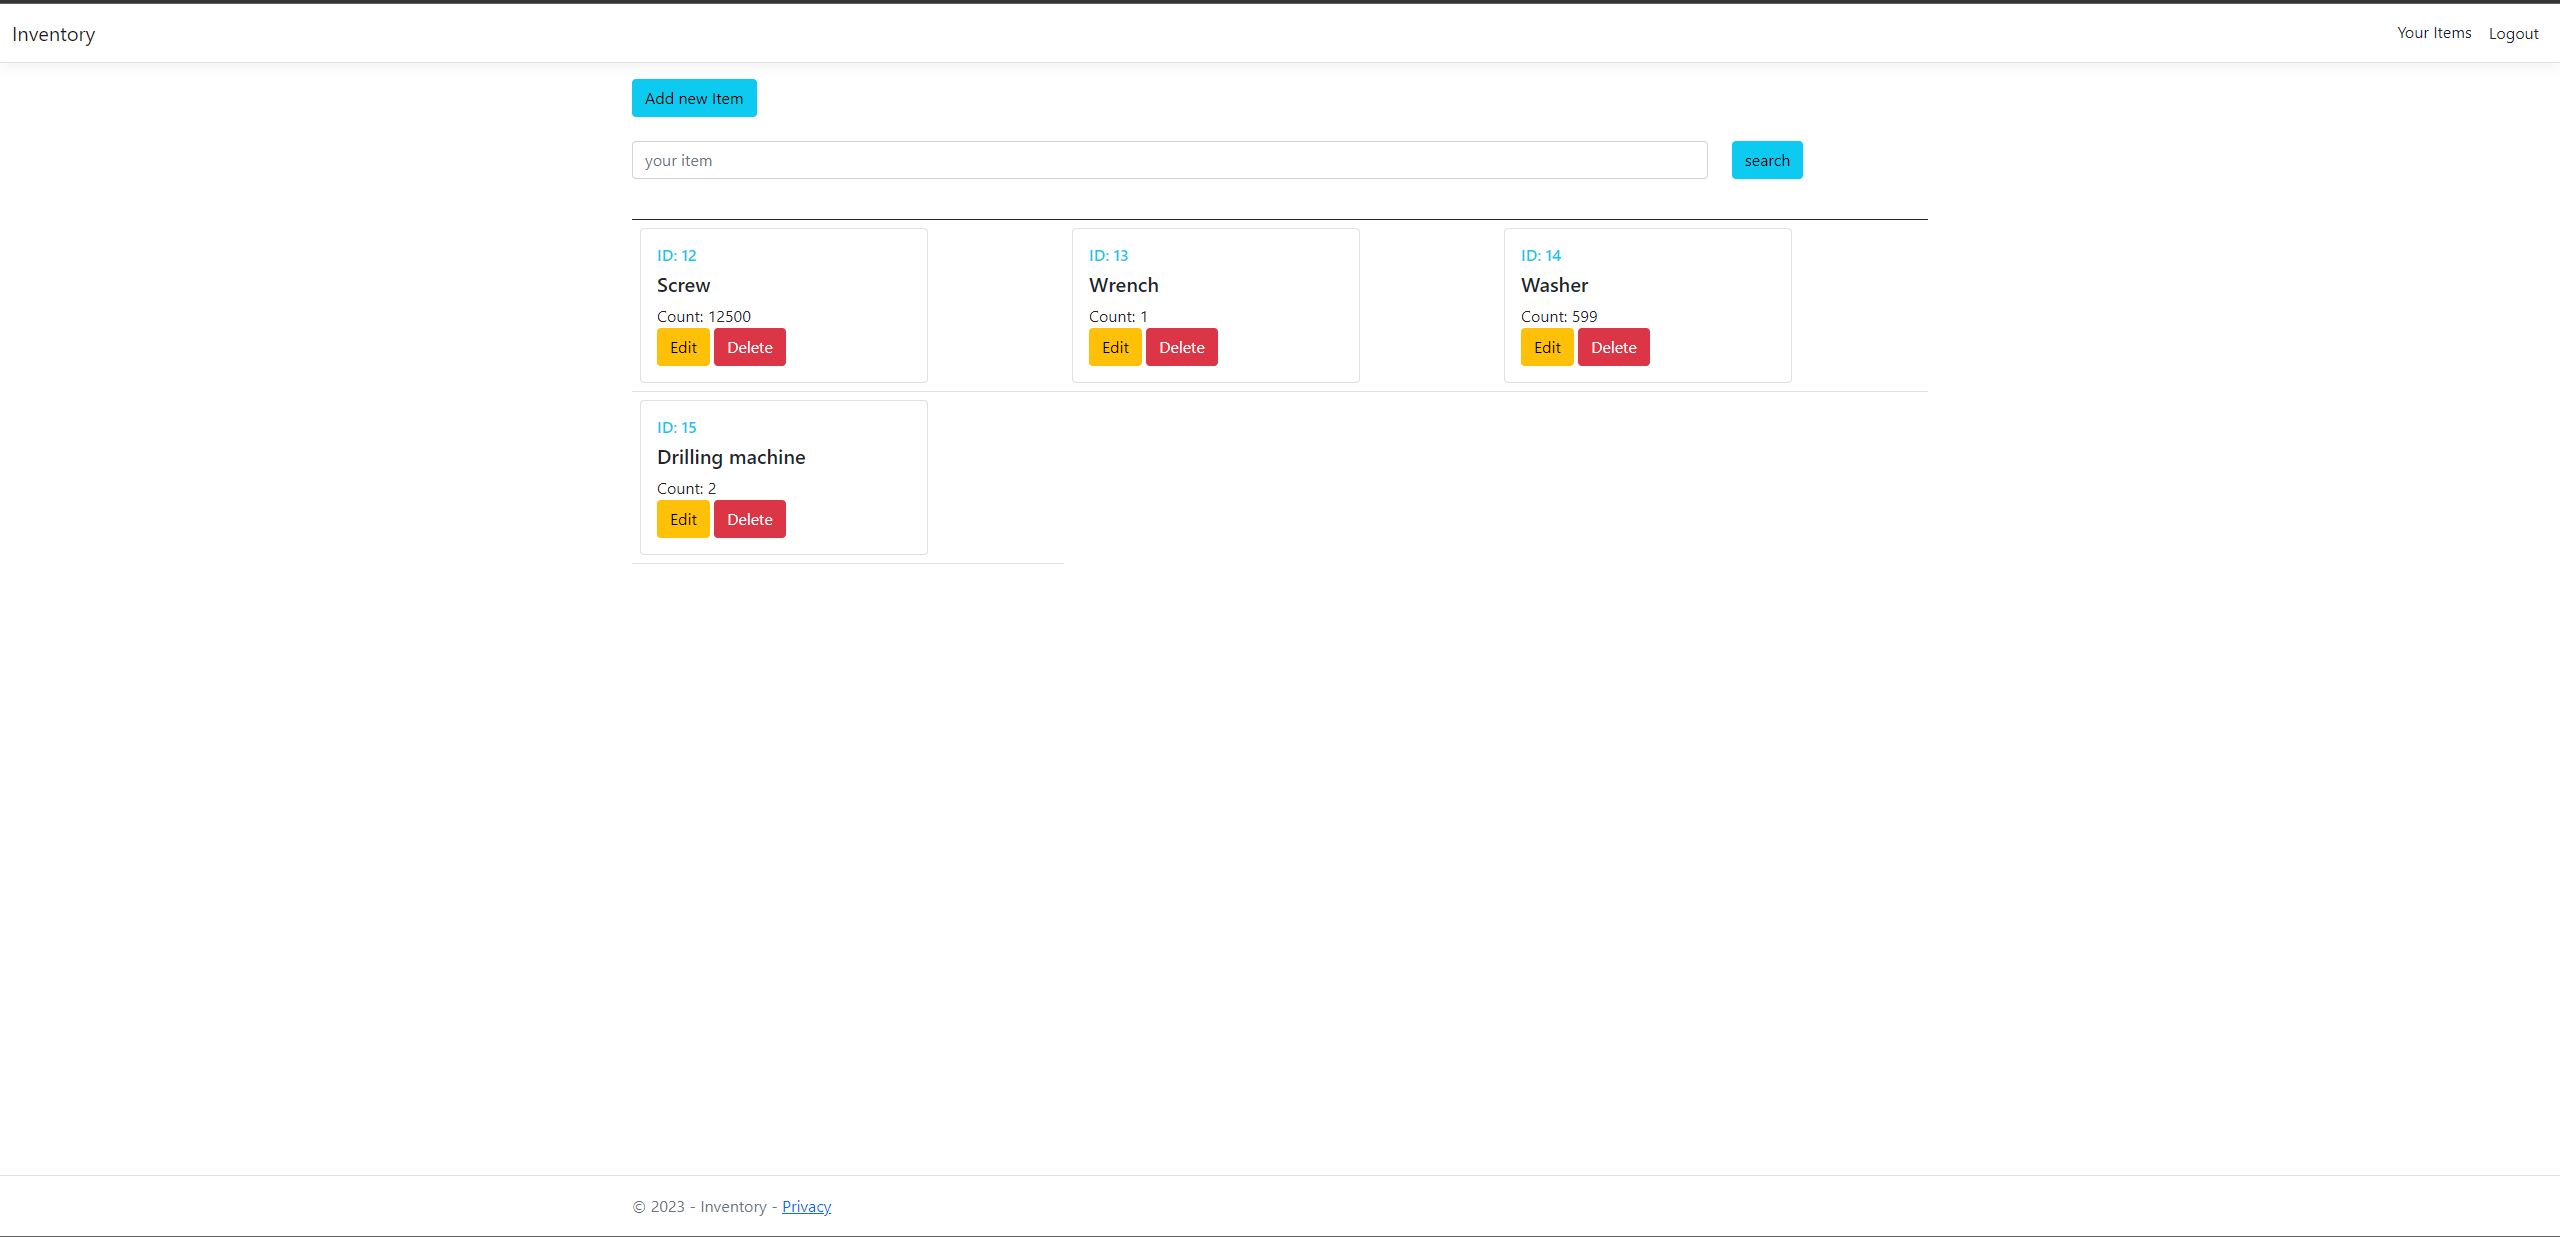 Inventory
Your Items Logout
Add new Item
your item search
ID: 12
Screw
Count: 12500
Edit Delete
ID: 13
Wrench
Count: 1
Edit Delete
ID: 14
Washer
Count: 599
Edit Delete
ID: 15
Drilling machine
Count: 2
Edit Delete
© 2023 - Inventory - Privacy